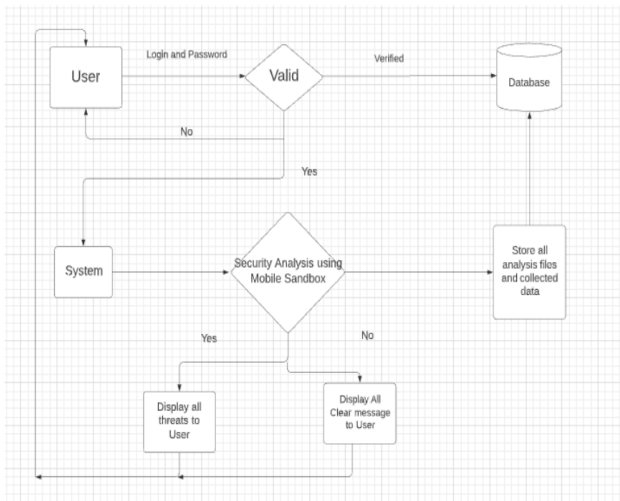 Login and Password
Verified
User
Valid
Database
No
Yes
System
Security Analysis using
Mobile Sandbox
Store all
analysis files
and collected
data
Yes
No
Display all
threats to
User
Display All
Clear message
to User